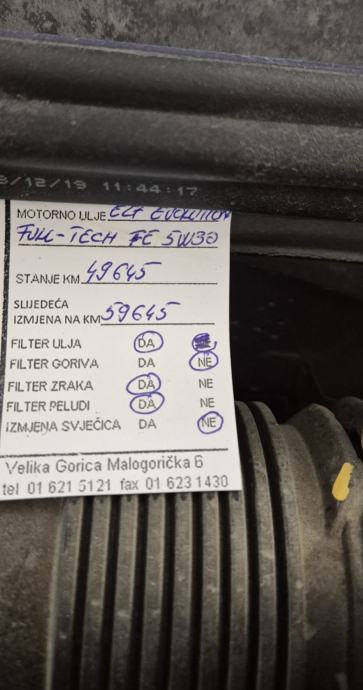 8/12/19 11:44:17
MOTORNO ULJE ELF EVOLUTION
FULL-TECH FE 5W30
STANJE KM 49645
SLIJEDEĆA
IZMJENA NA KM 59645
FILTER ULJA DA
FILTER GORIVA DA NE
FILTER ZRAKA DA NE
FILTER PELUDI DA NE
IZMJENA SVJEĆICA DA NE
Velika Gorica Malogorička 6
tel 01 621 5121 fax 01 623 1430